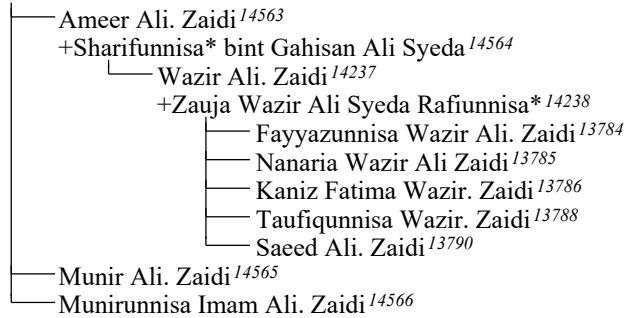 Ameer Ali. Zaidi 14563
+Sharifunnisa* bint Gahisan Ali Syeda 14564
Wazir Ali. Zaidi 14237
+Zauja Wazir Ali Syeda Rafiunnisa* 14238
Fayyazunnisa Wazir Ali. Zaidi 13784
Nanaria Wazir Ali Zaidi 13785
Kaniz Fatima Wazir. Zaidi 13786
Taufiqunnisa Wazir. Zaidi 13788
Saeed Ali. Zaidi 13790
Munir Ali. Zaidi 14565
Munirunnisa Imam Ali. Zaidi 14566